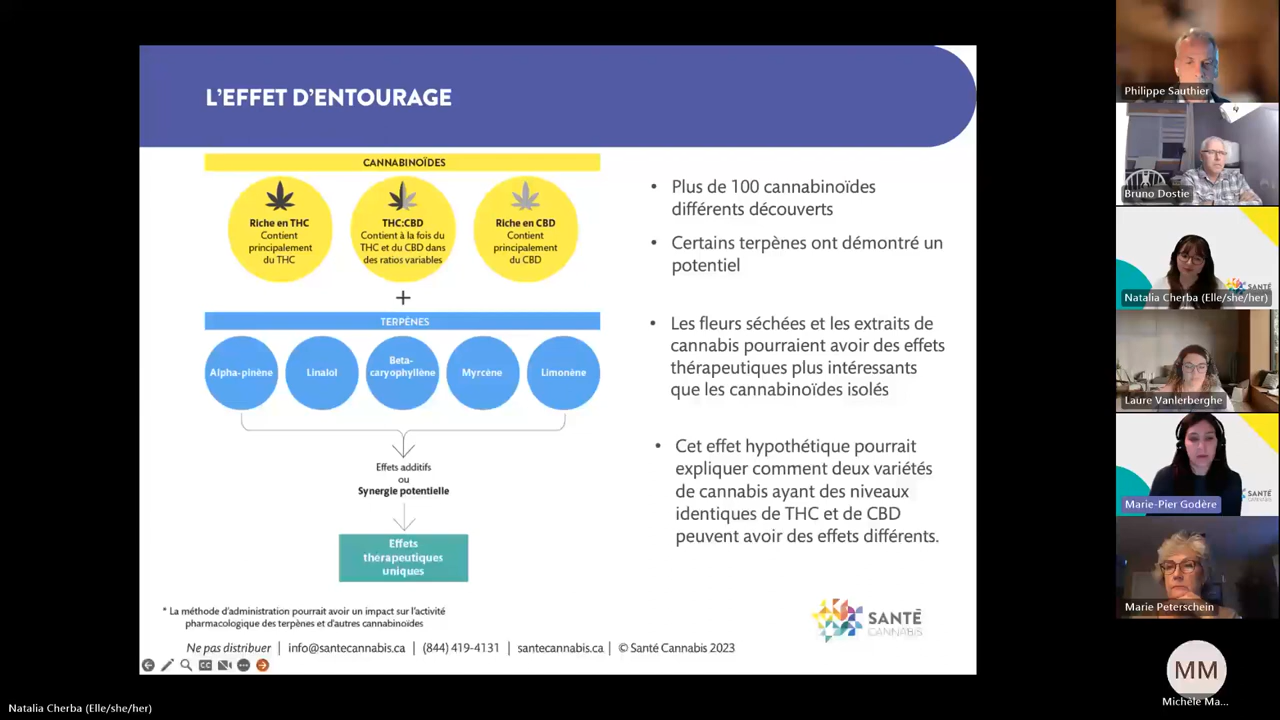 L'EFFET D'ENTOURAGE
CANNABINOÏDES
Riche en THC
Contient
principalement
du THC
THC:CBD
Contient à la fois du
THC et du CBD dans
des ratios variables
Riche en CBD
Contient
principalement
du CBD
+
TERPÈNES
Alpha-pinène
Linalol
Beta-
caryophyllène
Myrcène
Limonène
Effets additifs
ou
Synergie potentielle
Effets
thérapeutiques
uniques
• Plus de 100 cannabinoïdes
différents découverts
• Certains terpènes ont démontré un
potentiel
• Les fleurs séchées et les extraits de
cannabis pourraient avoir des effets
thérapeutiques plus intéressants
que les cannabinoïdes isolés
• Cet effet hypothétique pourrait
expliquer comment deux variétés
de cannabis ayant des niveaux
identiques de THC et de CBD
peuvent avoir des effets différents.
* La méthode d'administration pourrait avoir un impact sur l'activité
pharmacologique des terpènes et d'autres cannabinoïdes
SANTÉ
CANNABIS
Ne pas distribuer | info@santecannabis.ca | (844) 419-4131 | santecannabis.ca | © Santé Cannabis 2023
CC
Natalia Cherba (Elle/she/her)
Philippe Sauthier
Bruno Dostie
SANTÉ
Natalia Cherba (Elle/she/her)
Laure Vanlerberghe
SANTÉ
Marie-Pier Godère
Marie Peterschein
MM
Michèle Ma...